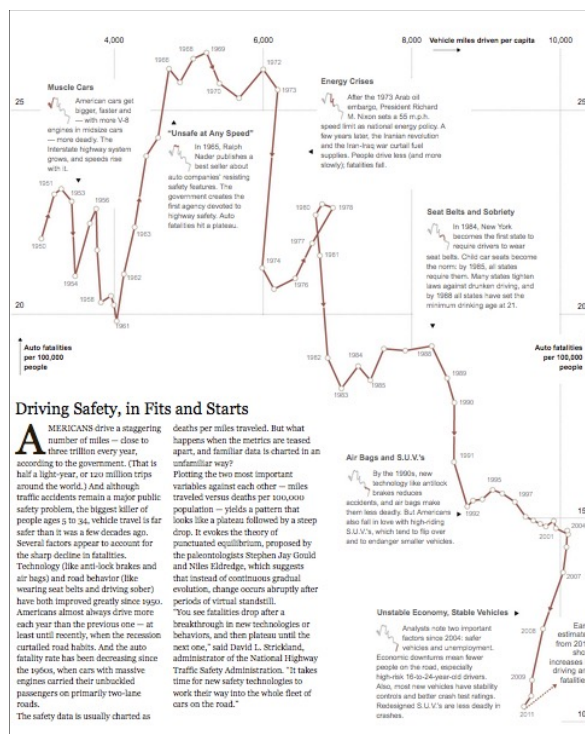 4,000
6,000
8,000
Vehicle miles driven per capita
10,000
25
20
15
10
Auto fatalities
per 100,000
people
Auto fatalities
per 100,000
people
Muscle Cars
American cars get
bigger, faster and
— with more V-8
engines in midsize cars
— more deadly. The
Interstate highway system
grows, and speeds rise
with it.
“Unsafe at Any Speed”
In 1965, Ralph
Nader publishes a
best seller about
auto companies' resisting
safety features. The
government creates the
first agency devoted to
highway safety. Auto
fatalities hit a plateau.
Energy Crises
After the 1973 Arab oil
embargo, President Richard
M. Nixon sets a 55 m.p.h.
speed limit as national energy policy. A
few years later, the Iranian revolution
and the Iran-Iraq war curtail fuel
supplies. People drive less (and more
slowly); fatalities fall.
Seat Belts and Sobriety
In 1984, New York
becomes the first state to
require drivers to wear
seat belts. Child car seats become
the norm: by 1985, all states
require them. Many states tighten
laws against drunken driving, and
by 1988 all states have set the
minimum drinking age at 21.
Air Bags and S.U.V.'s
By the 1990s, new
technology like antilock
brakes reduces
accidents, and air bags make
them less deadly. But Americans
also fall in love with high-riding
S.U.V.'s, which tend to flip over
and to endanger smaller vehicles.
Unstable Economy, Stable Vehicles
Analysts note two important
factors since 2004: safer
vehicles and unemployment.
Economic downturns mean fewer
people on the road, especially
high-risk 16-to-24-year-old drivers.
Also, most new vehicles have stability
controls and better crash test ratings.
Redesigned S.U.V.'s are less deadly in
crashes.
1950
1951
1953
1954
1956
1958
1961
1962
1963
1966
1968
1969
1970
1972
1973
1974
1976
1977
1978
1980
1981
1982
1983
1984
1985
1988
1989
1990
1991
1992
1995
1997
2001
2004
2007
2008
2009
2011
estimate
from 201
increases
driving a
fatalities
Driving Safety, in Fits and Starts
AMERICANS drive a staggering
number of miles — close to
three trillion every year,
according to the government. (That is
half a light-year, or 120 million trips
around the world.) And although
traffic accidents remain a major public
safety problem, the biggest killer of
people ages 5 to 34, vehicle travel is far
safer than it was a few decades ago.
Several factors appear to account for
the sharp decline in fatalities.
Technology (like anti-lock brakes and
air bags) and road behavior (like
wearing seat belts and driving sober)
have both improved greatly since 1950.
Americans almost always drive more
each year than the previous one — at
least until recently, when the recession
curtailed road habits. And the auto
fatality rate has been decreasing since
the 1960s, when cars with massive
engines carried their unbuckled
passengers on primarily two-lane
roads.
The safety data is usually charted as
deaths per miles traveled. But what
happens when the metrics are teased
apart, and familiar data is charted in an
unfamiliar way?
Plotting the two most important
variables against each other — miles
traveled versus deaths per 100,000
population — yields a pattern that
looks like a plateau followed by a steep
drop. It evokes the theory of
punctuated equilibrium, proposed by
the paleontologists Stephen Jay Gould
and Niles Eldredge, which suggests
that instead of continuous gradual
evolution, change occurs abruptly after
periods of virtual standstill.
"You see fatalities drop after a
breakthrough in new technologies or
behaviors, and then plateau until the
next one," said David L. Strickland,
administrator of the National Highway
Traffic Safety Administration. "It takes
time for new safety technologies to
work their way into the whole fleet of
cars on the road."